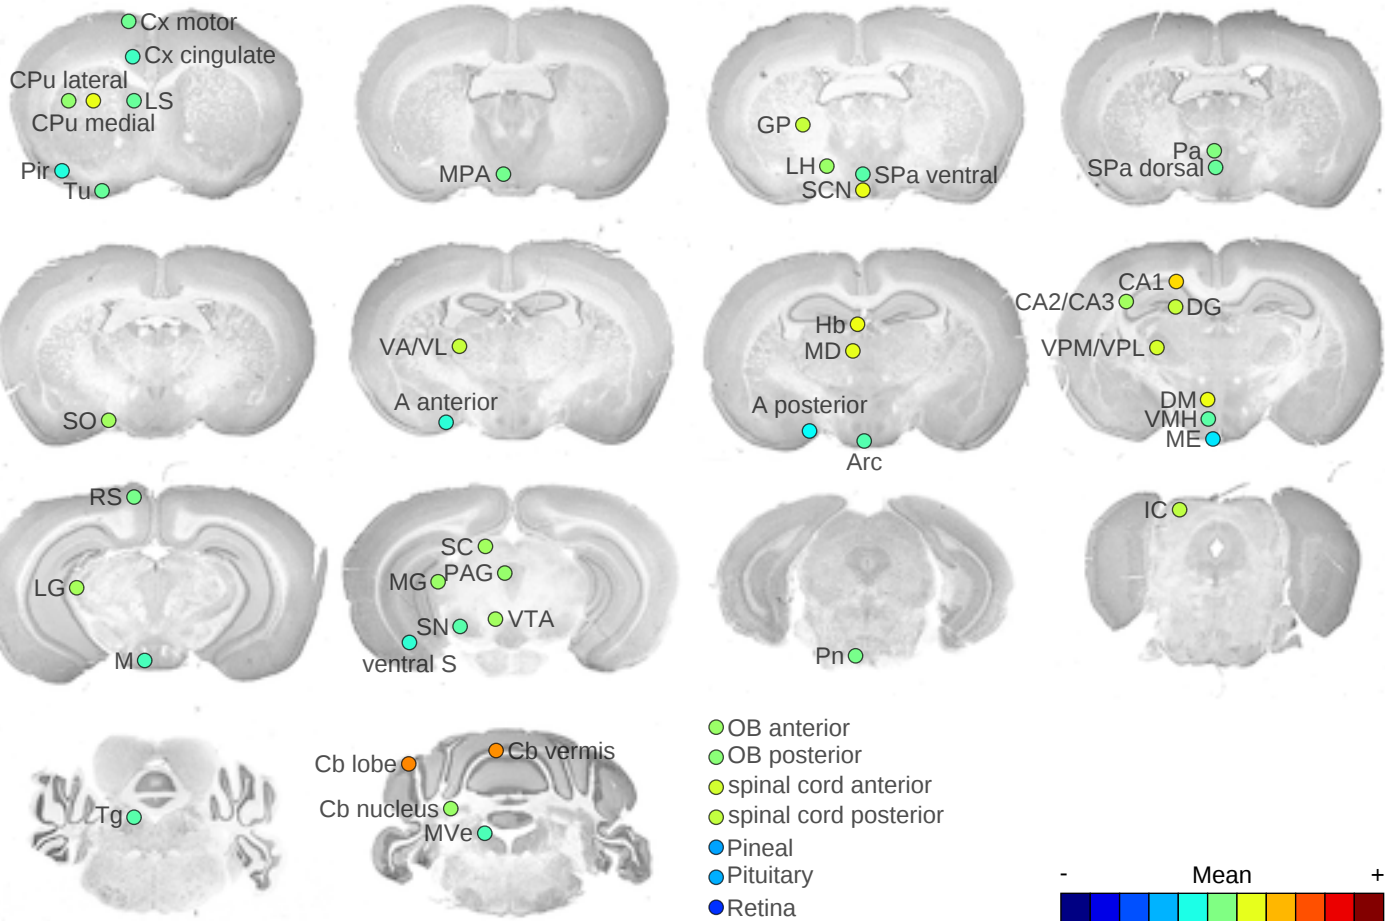 Cx motor
Cx cingulate
CPu lateral
LS
CPu medial
Pir
Tu
MPA
GP
LH
SPa ventral
SCN
Pa
SPa dorsal
SO
VA/VL
A anterior
Hb
MD
A posterior
Arc
CA1
CA2/CA3
DG
VPM/VPL
DM
VMH
ME
RS
LG
M
SC
MG
PAG
SN
VTA
ventral S
Pn
IC
Tg
Cb lobe
Cb vermis
Cb nucleus
MVe
OB anterior
OB posterior
spinal cord anterior
spinal cord posterior
Pineal
Pituitary
Retina
- Mean +